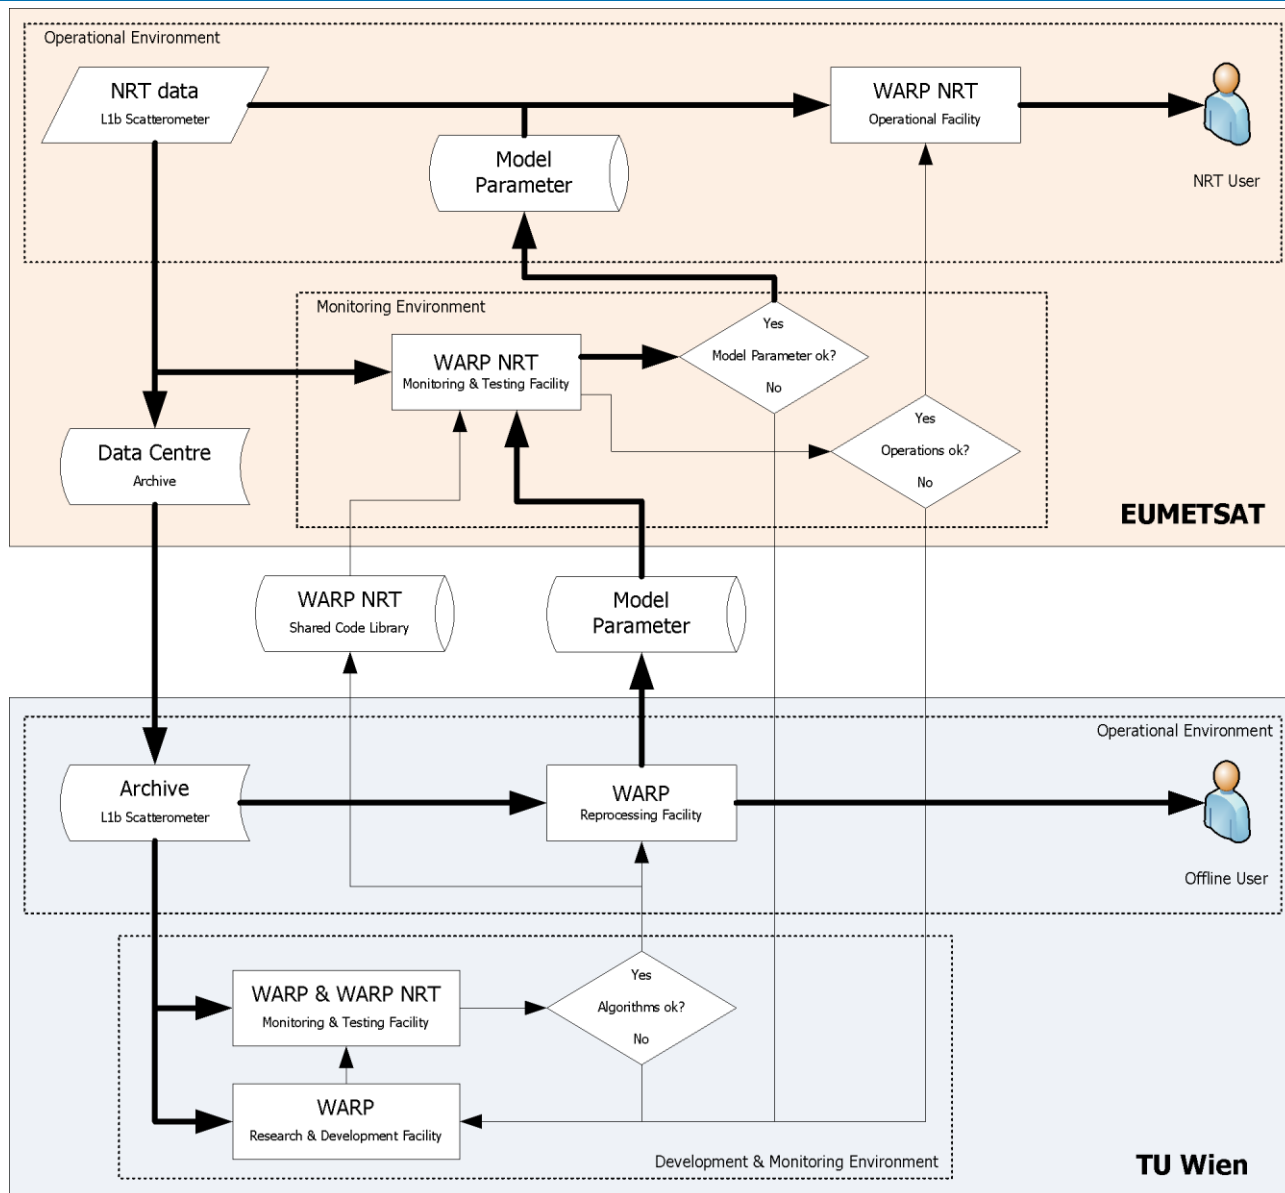 Operational Environment
NRT data
L1b Scatterometer
WARP NRT
Operational Facility
NRT User
Model
Parameter
Monitoring Environment
WARP NRT
Monitoring & Testing Facility
Yes
Model Parameter ok?
No
Yes
Operations ok?
No
Data Centre
Archive
EUMETSAT
WARP NRT
Shared Code Library
Model
Parameter
Operational Environment
Archive
L1b Scatterometer
WARP
Reprocessing Facility
Offline User
WARP & WARP NRT
Monitoring & Testing Facility
Yes
Algorithms ok?
No
WARP
Research & Development Facility
Development & Monitoring Environment
TU Wien